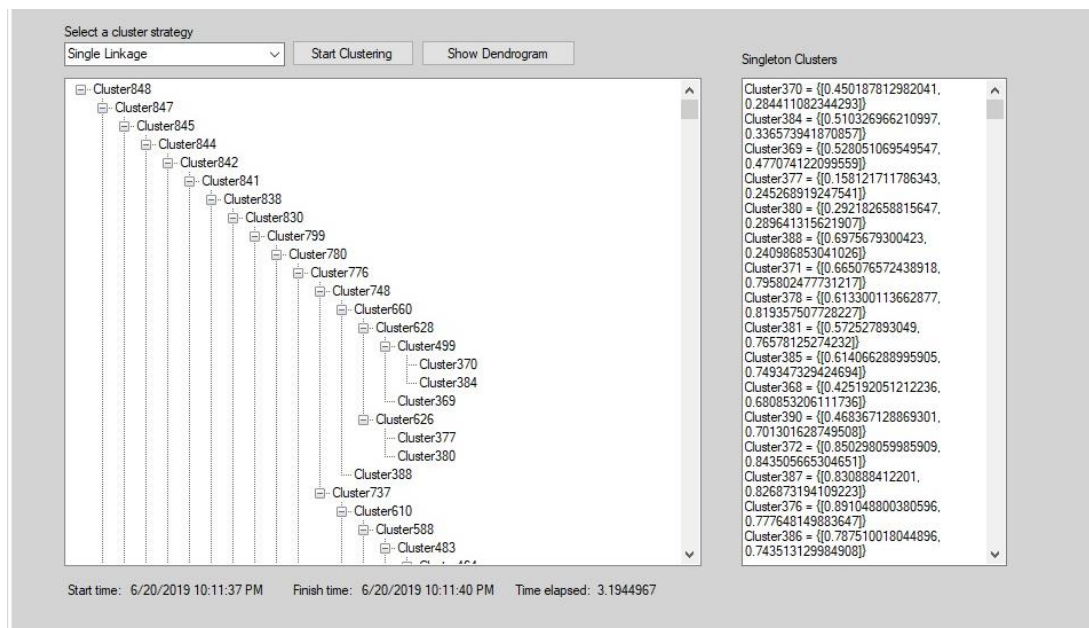 Select a cluster strategy
Single Linkage
Start Clustering
Show Dendrogram
Cluster848
Cluster847
Cluster845
Cluster844
Cluster842
Cluster841
Cluster838
Cluster830
Cluster799
Cluster780
Cluster776
Cluster748
Cluster660
Cluster628
Cluster499
Cluster370
Cluster384
Cluster369
Cluster626
Cluster377
Cluster380
Cluster388
Cluster737
Cluster610
Cluster588
Cluster483
Singleton Clusters
Cluster370 = {[0.450187812982041,
0.284411082344293]}
Cluster384 = {[0.510326966210997,
0.336573941870857]}
Cluster369 = {[0.528051069549547,
0.477074122099559]}
Cluster377 = {[0.158121711786343,
0.245268919247541]}
Cluster380 = {[0.292182658815647,
0.289641315621907]}
Cluster388 = {[0.6975679300423,
0.240986853041026]}
Cluster371 = {[0.665076572438918,
0.795802477731217]}
Cluster378 = {[0.613300113662877,
0.819357507728227]}
Cluster381 = {[0.572527893049,
0.76578125274232]}
Cluster385 = {[0.614066288995905,
0.749347329424694]}
Cluster368 = {[0.425192051212236,
0.680853206111736]}
Cluster390 = {[0.468367128869301,
0.701301628749508]}
Cluster372 = {[0.850298059985909,
0.843505665304651]}
Cluster387 = {[0.830888412201,
0.826873194109223]}
Cluster376 = {[0.891048800380596,
0.777648149883647]}
Cluster386 = {[0.787510018044896,
0.743513129984908]}
Start time: 6/20/2019 10:11:37 PM
Finish time: 6/20/2019 10:11:40 PM
Time elapsed: 3.1944967